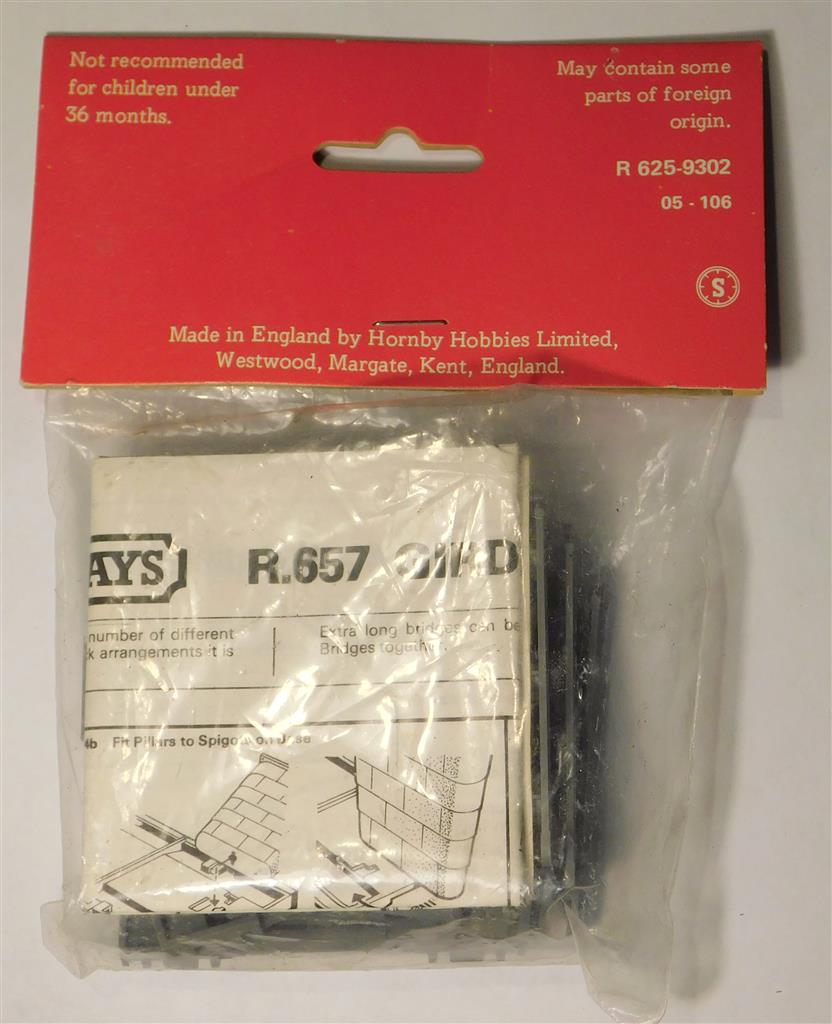 Not recommended
for children under
36 months.
May contain some
parts of foreign
origin.
R 625-9302
05 - 106
S
Made in England by Hornby Hobbies Limited,
Westwood, Margate, Kent, England.
AYS
R.657 GIRD
number of different
k arrangements it is
Extra long bridges can be
Bridges together.
4b Fit Pillars to Spigots on Base